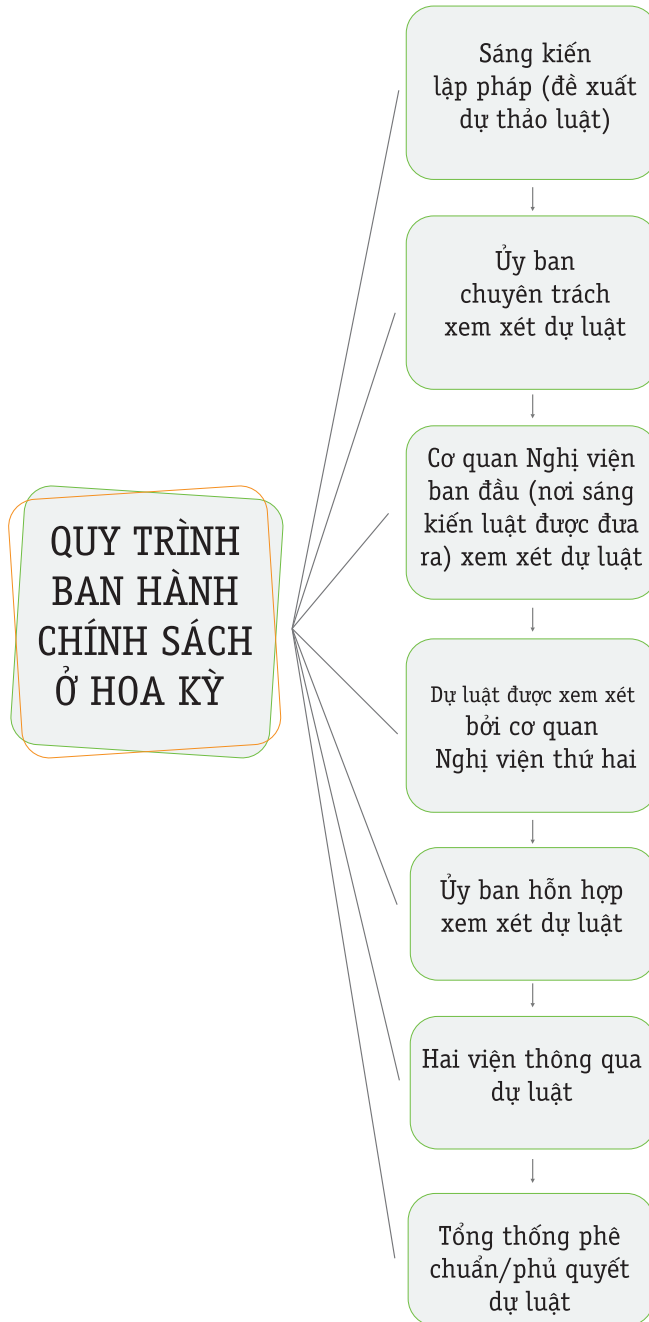 QUY TRÌNH
BAN HÀNH
CHÍNH SÁCH
Ở HOA KỲ
Sáng kiến
lập pháp (đề xuất
dự thảo luật)
Ủy ban
chuyên trách
xem xét dự luật
Cơ quan Nghị viện
ban đầu (nơi sáng
kiến luật được đưa
ra) xem xét dự luật
Dự luật được xem xét
bởi cơ quan
Nghị viện thứ hai
Ủy ban hỗn hợp
xem xét dự luật
Hai viện thông qua
dự luật
Tổng thống phê
chuẩn/phủ quyết
dự luật